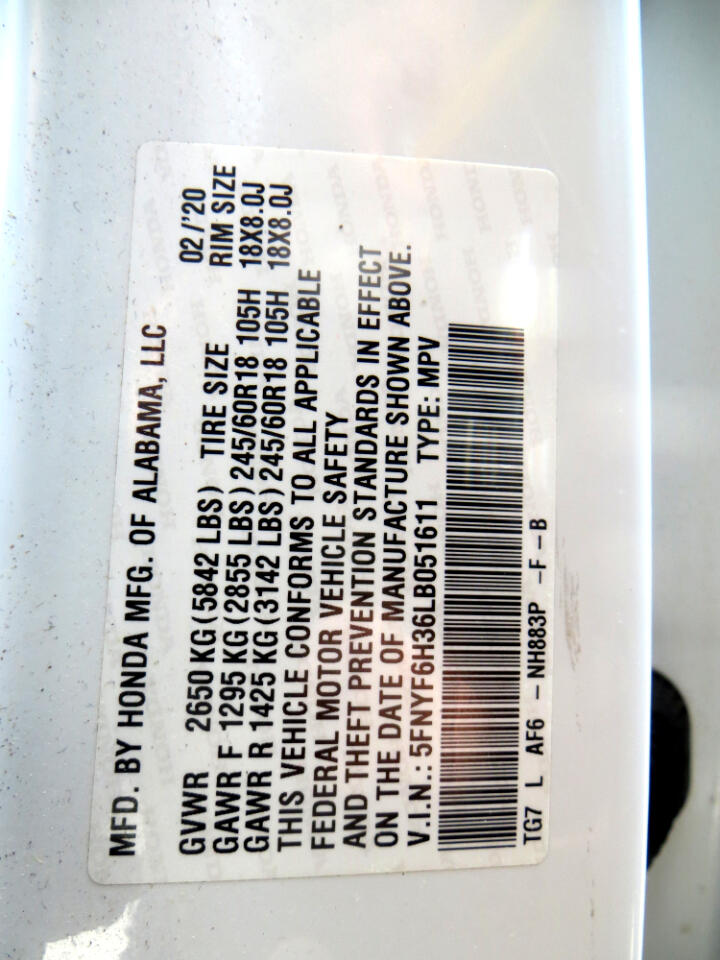 MFD. BY HONDA MFG. OF ALABAMA, LLC 02/'20
GVWR 2650 KG(5842 LBS) TIRE SIZE RIM SIZE
GAWR F 1295 KG(2855 LBS)245/60R18 105H 18X8.0J
GAWR R 1425 KG(3142 LBS)245/60R18 105H 18X8.0J
THIS VEHICLE CONFORMS TO ALL APPLICABLE
FEDERAL MOTOR VEHICLE SAFETY
AND THEFT PREVENTION STANDARDS IN EFFECT
ON THE DATE OF MANUFACTURE SHOWN ABOVE.
V.I.N.: 5FNYF6H36LB051611 TYPE: MPV
TG7 L AF6 - NH883P -F-B